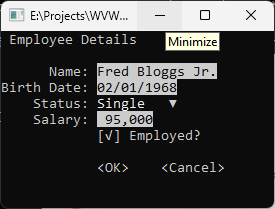 E:\Projects\WVW...
Employee Details
Minimize
Name: Fred Bloggs Jr.
Birth Date: 02/01/1968
Status: Single ▼
Salary: 95,000
[√] Employed?
<OK> <Cancel>